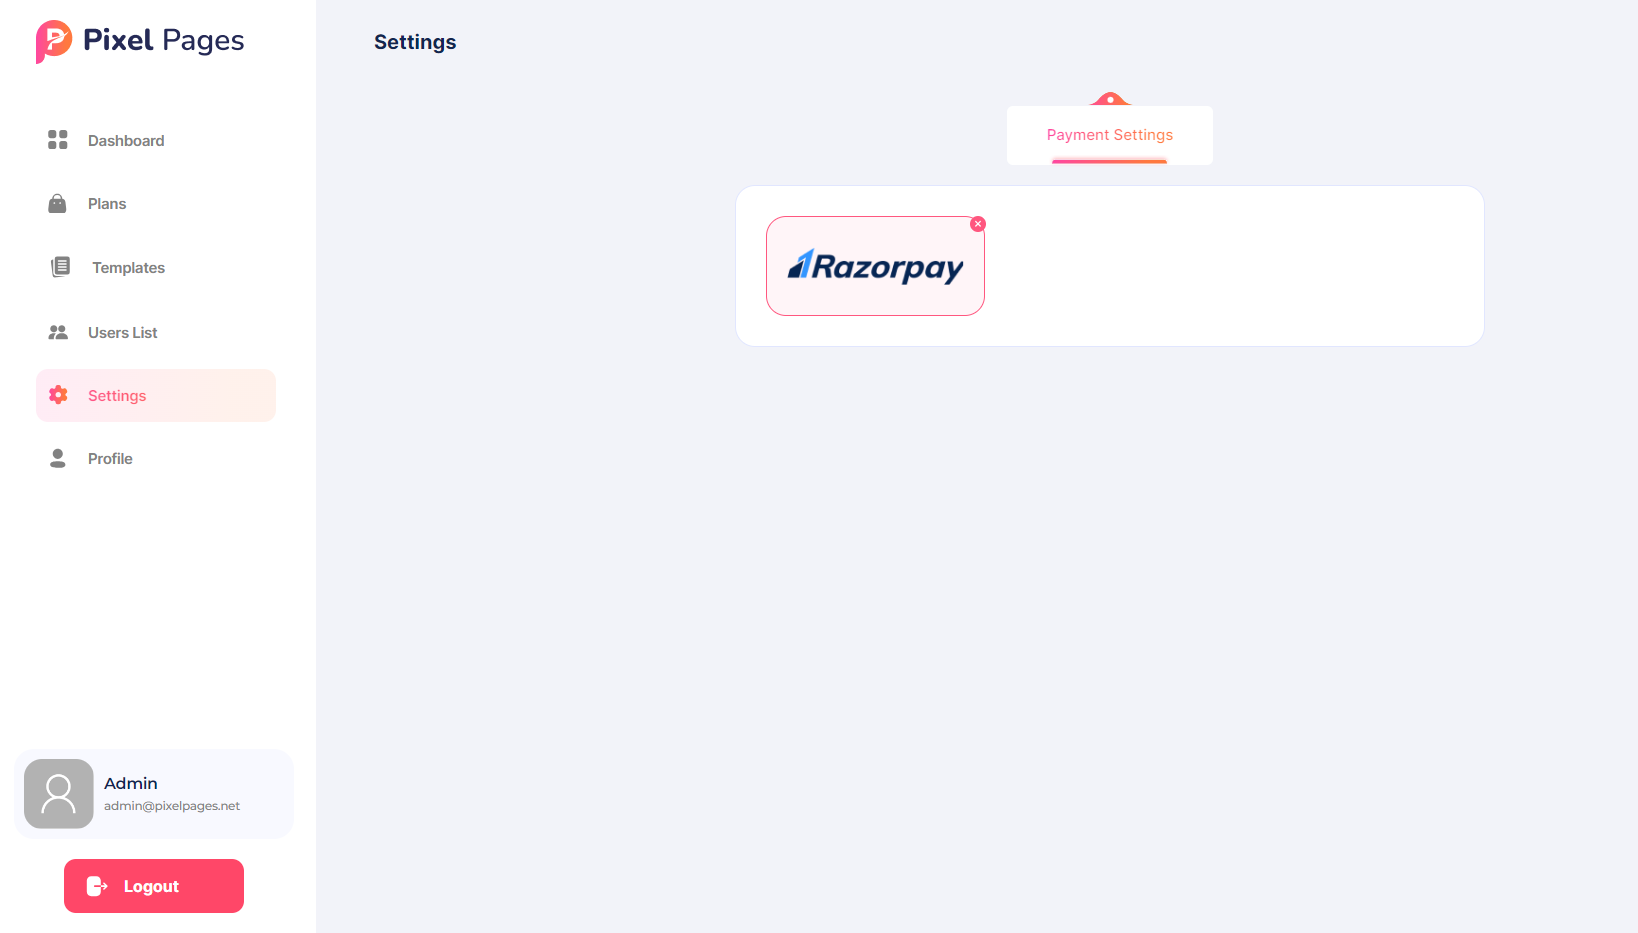 Pixel Pages
Dashboard
Plans
Templates
Users List
Settings
Profile
Admin
admin@pixelpages.net
Logout
Settings
Payment Settings
Razorpay